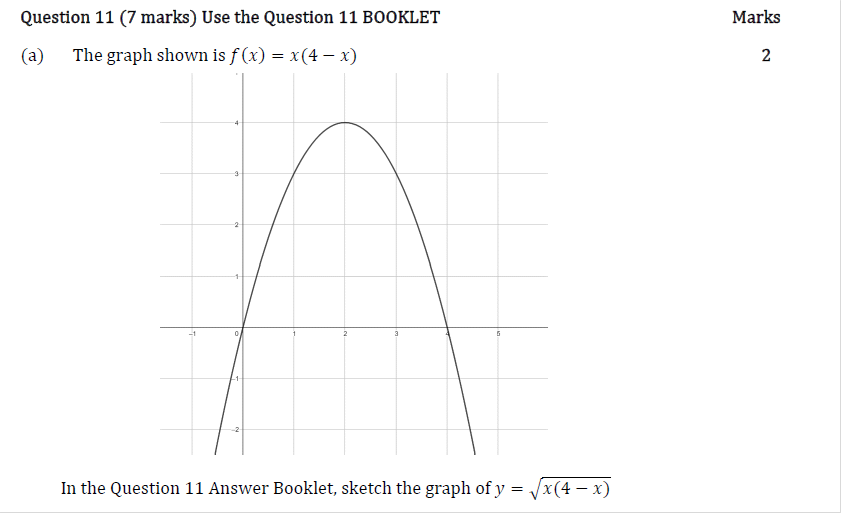 Question 11 (7 marks) Use the Question 11 BOOKLET Marks
(a) The graph shown is f(x) = x(4 − x) 2
4
3
2
1
−1 0 1 2 3 4 5
−1
−2
In the Question 11 Answer Booklet, sketch the graph of y = √x(4 − x)